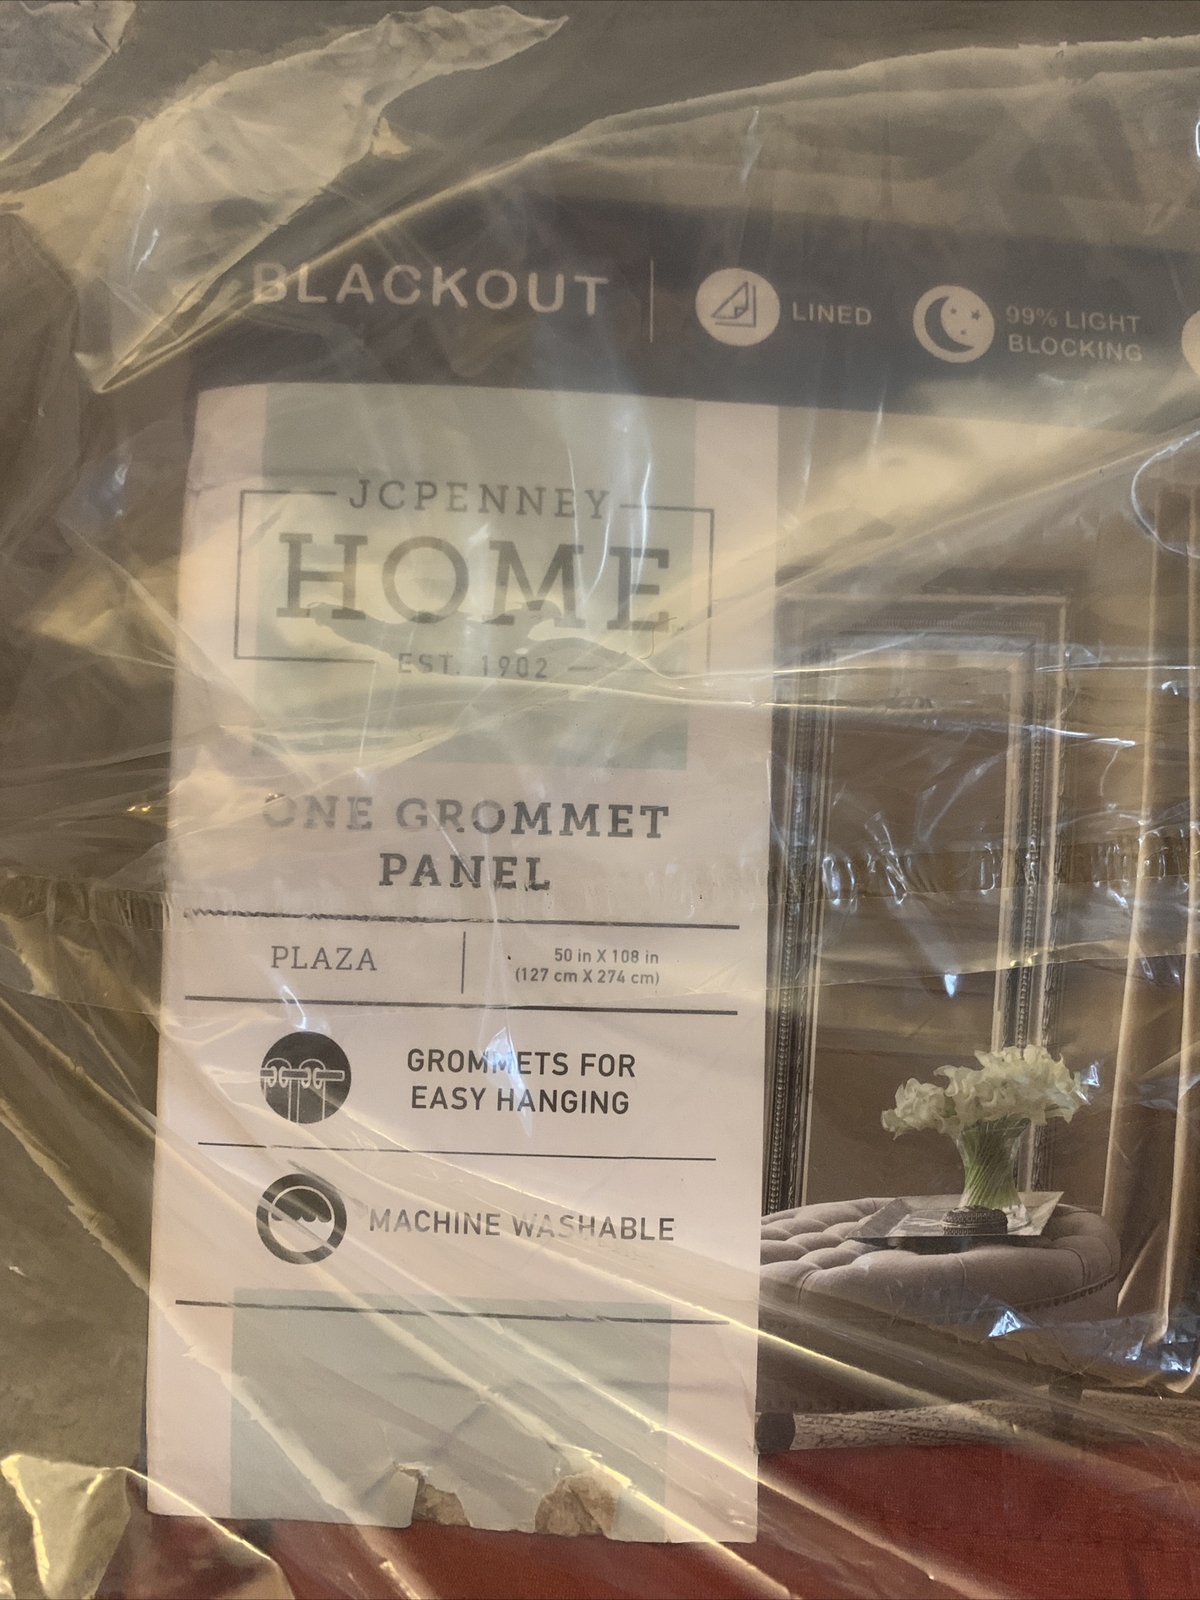 BLACKOUT
LINED
99% LIGHT
BLOCKING
JCPENNEY
HOME
EST. 1902
ONE GROMMET
PANEL
PLAZA
50 in X 108 in
(127 cm X 274 cm)
GROMMETS FOR
EASY HANGING
MACHINE WASHABLE